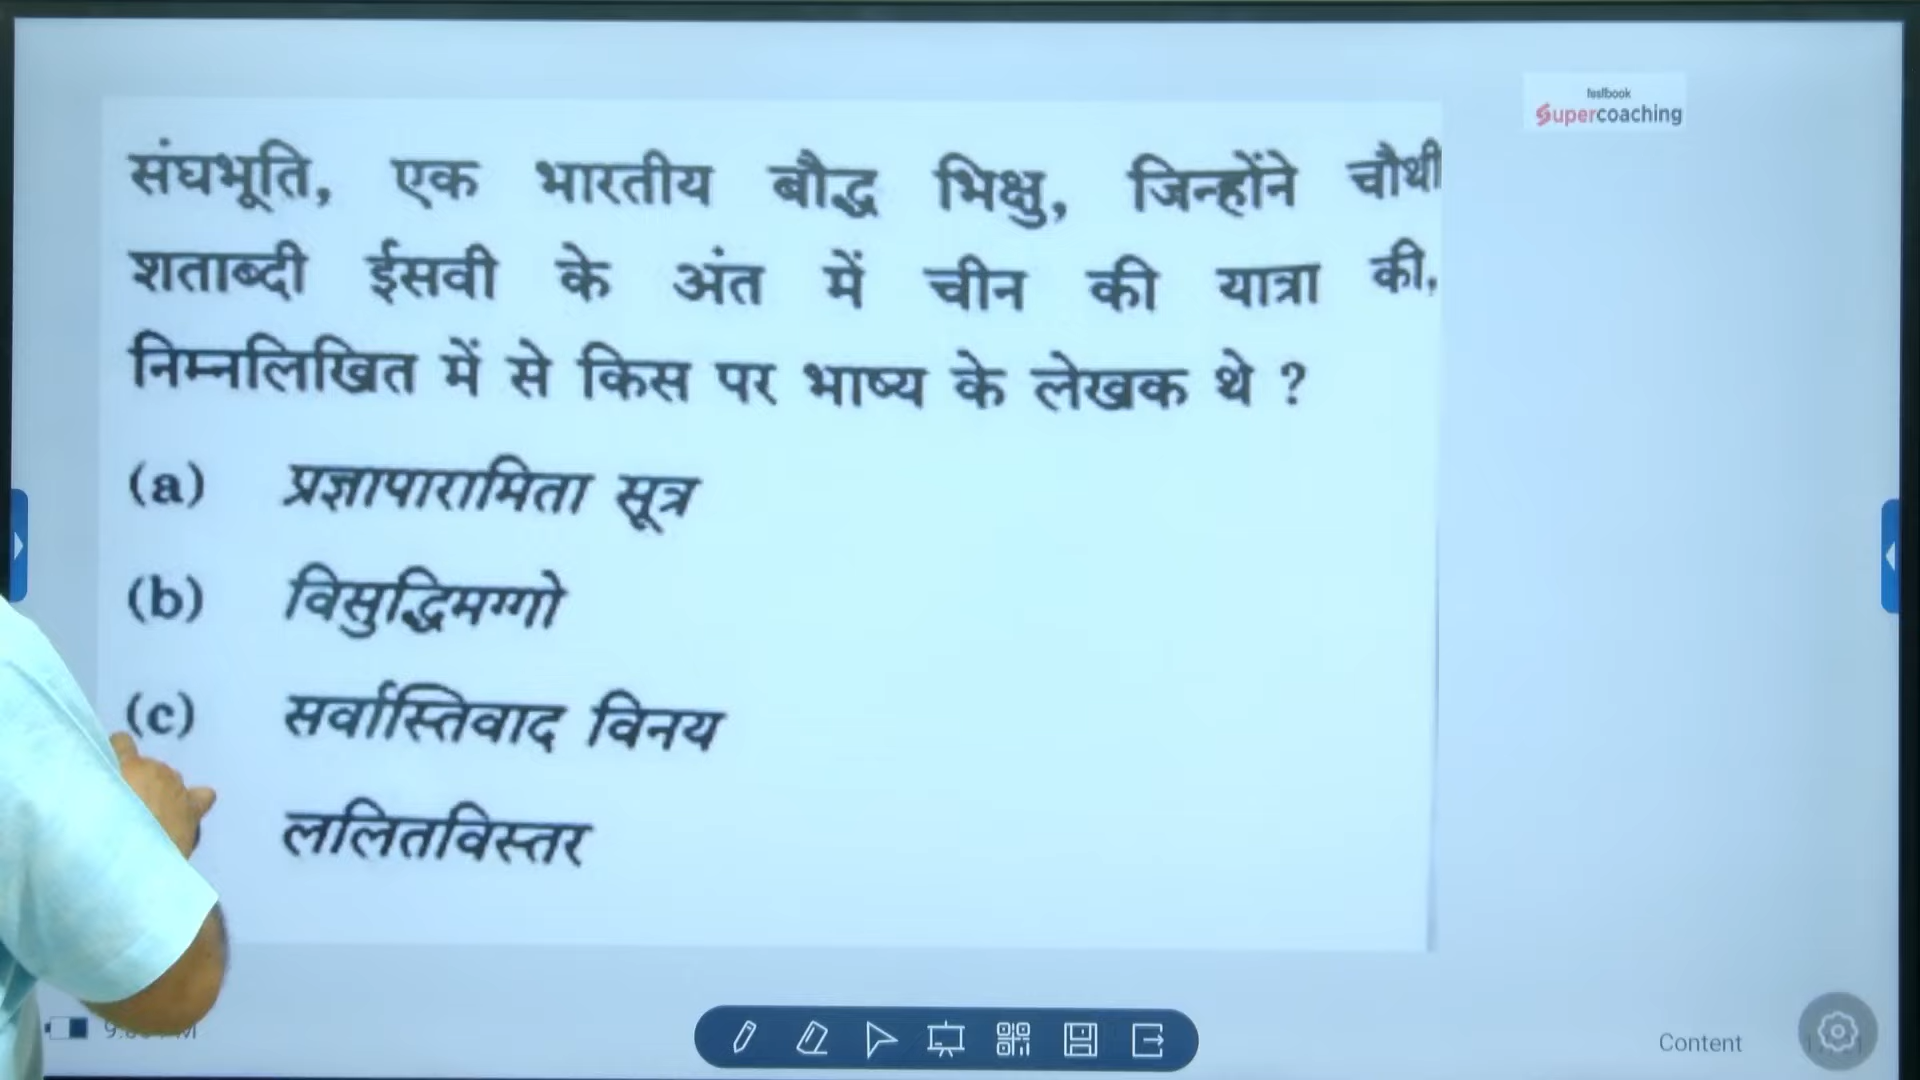 testbook
Supercoaching
संघभूति, एक भारतीय बौद्ध भिक्षु, जिन्होंने चौथी
शताब्दी ईसवी के अंत में चीन की यात्रा की,
निम्नलिखित में से किस पर भाष्य के लेखक थे ?
(a) प्रज्ञापारामिता सूत्र
(b) विसुद्धिमग्गो
(c) सर्वास्तिवाद विनय
ललितविस्तर
Content